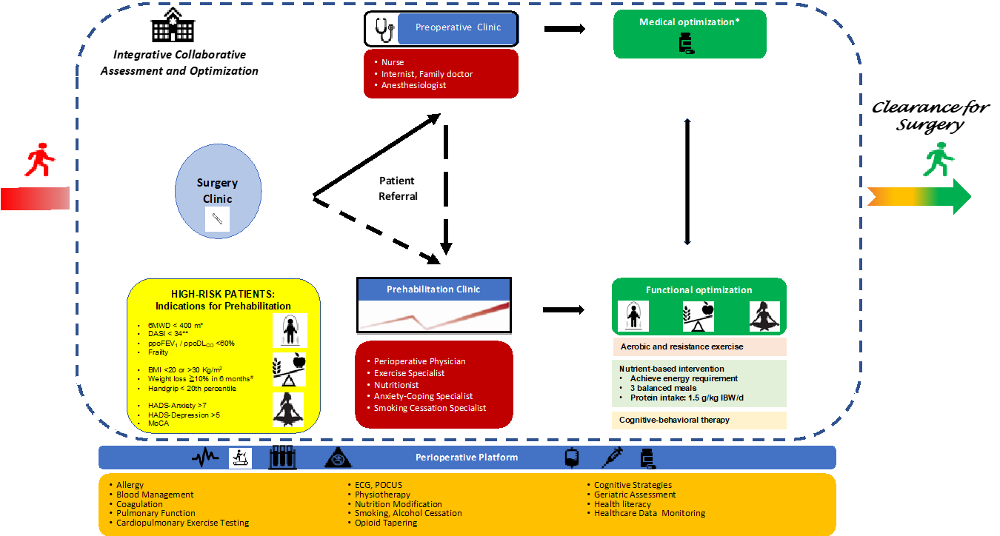 Integrative Collaborative
Assessment and Optimization
Preoperative Clinic
• Nurse
• Internist, Family doctor
• Anesthesiologist
Medical optimization*
Clearance for
Surgery
Surgery
Clinic
Patient
Referral
HIGH-RISK PATIENTS:
Indications for Prehabilitation
• 6MWD < 400 m*
• DASI < 34**
• ppoFEV₁ / ppoDL_CO <60%
• Frailty
• BMI <20 or >30 Kg/m²
• Weight loss ≧10% in 6 months#
• Handgrip < 20th percentile
• HADS-Anxiety >7
• HADS-Depression >5
• MoCA
Prehabilitation Clinic
• Perioperative Physician
• Exercise Specialist
• Nutritionist
• Anxiety-Coping Specialist
• Smoking Cessation Specialist
Functional optimization
Aerobic and resistance exercise
Nutrient-based intervention
• Achieve energy requirement
• 3 balanced meals
• Protein intake: 1.5 g/kg IBW/d
Cognitive-behavioral therapy
Perioperative Platform
• Allergy
• Blood Management
• Coagulation
• Pulmonary Function
• Cardiopulmonary Exercise Testing
• ECG, POCUS
• Physiotherapy
• Nutrition Modification
• Smoking, Alcohol Cessation
• Opioid Tapering
• Cognitive Strategies
• Geriatric Assessment
• Health literacy
• Healthcare Data Monitoring